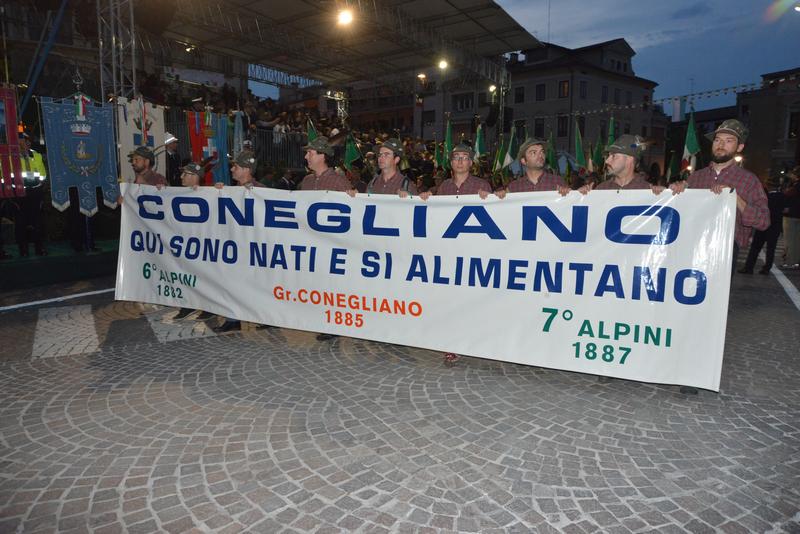 CONEGLIANO
QUI SONO NATI E SI ALIMENTANO
6° ALPINI
1882
Gr.CONEGLIANO
1885
7° ALPINI
1887